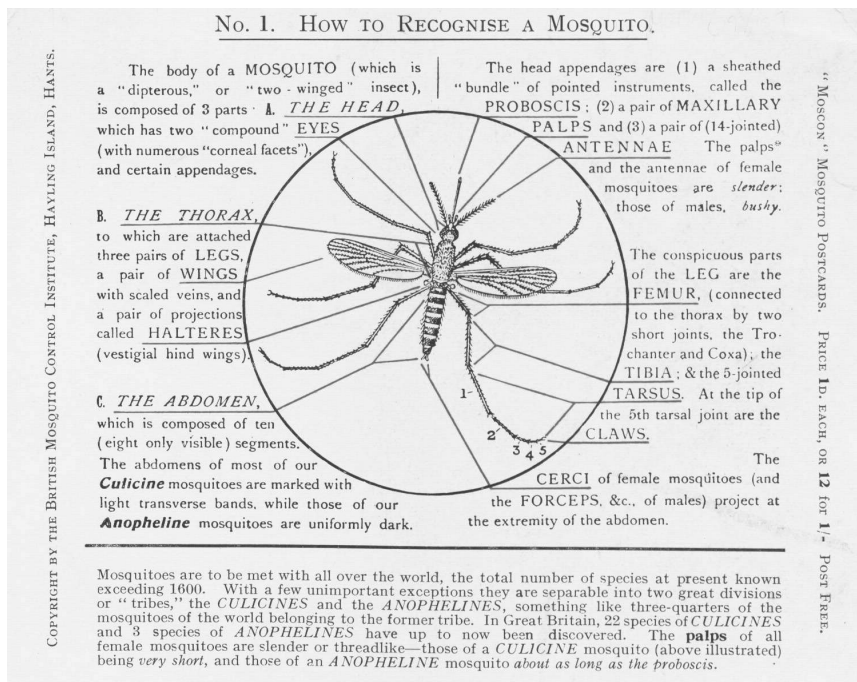 No. 1. How to Recognise a Mosquito.
The body of a MOSQUITO (which is
a "dipterous," or "two-winged" insect),
is composed of 3 parts · A. THE HEAD,
which has two "compound" EYES
(with numerous "corneal facets"),
and certain appendages.
B. THE THORAX,
to which are attached
three pairs of LEGS,
a pair of WINGS
with scaled veins, and
a pair of projections
called HALTERES
(vestigial hind wings).
C. THE ABDOMEN,
which is composed of ten
(eight only visible) segments.
The abdomens of most of our
Culicine mosquitoes are marked with
light transverse bands, while those of our
Anopheline mosquitoes are uniformly dark.
The head appendages are (1) a sheathed
"bundle" of pointed instruments, called the
PROBOSCIS; (2) a pair of MAXILLARY
PALPS and (3) a pair of (14-jointed)
ANTENNAE The palps
and the antennae of female
mosquitoes are slender;
those of males, bushy.
The conspicuous parts
of the LEG are the
FEMUR, (connected
to the thorax by two
short joints, the Tro-
chanter and Coxa); the
TIBIA; & the 5-jointed
TARSUS. At the tip of
the 5th tarsal joint are the
CLAWS.
The
CERCI of female mosquitoes (and
the FORCEPS, &c., of males) project at
the extremity of the abdomen.
1
2
3
4
5
Mosquitoes are to be met with all over the world, the total number of species at present known
exceeding 1600. With a few unimportant exceptions they are separable into two great divisions
or "tribes," the CULICINES and the ANOPHELINES, something like three-quarters of the
mosquitoes of the world belonging to the former tribe. In Great Britain, 22 species of CULICINES
and 3 species of ANOPHELINES have up to now been discovered. The palps of all
female mosquitoes are slender or threadlike—those of a CULICINE mosquito (above illustrated)
being very short, and those of an ANOPHELINE mosquito about as long as the proboscis.
Copyright by the British Mosquito Control Institute, Hayling Island, Hants.
"Moscon" Mosquito Postcards. Price 1d. each, or 12 for 1/- Post Free.